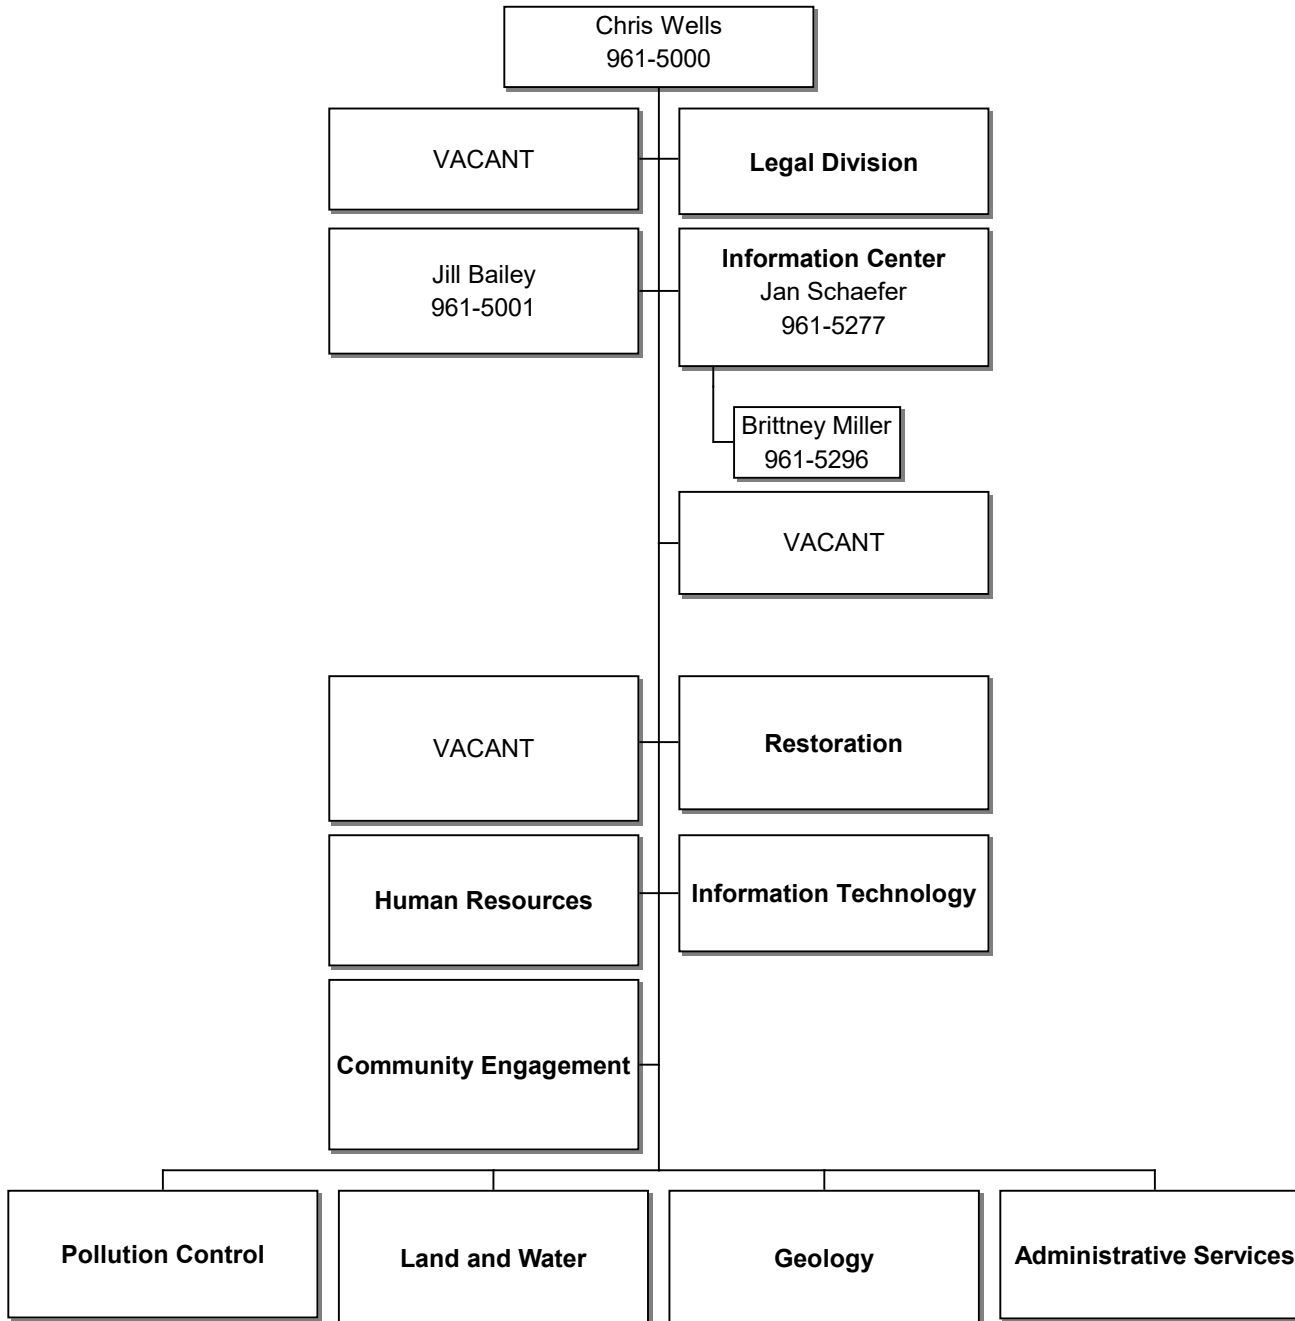 Chris Wells
961-5000
VACANT
Legal Division
Jill Bailey
961-5001
Information Center
Jan Schaefer
961-5277
Brittney Miller
961-5296
VACANT
VACANT
Restoration
Human Resources
Information Technology
Community Engagement
Pollution Control
Land and Water
Geology
Administrative Services